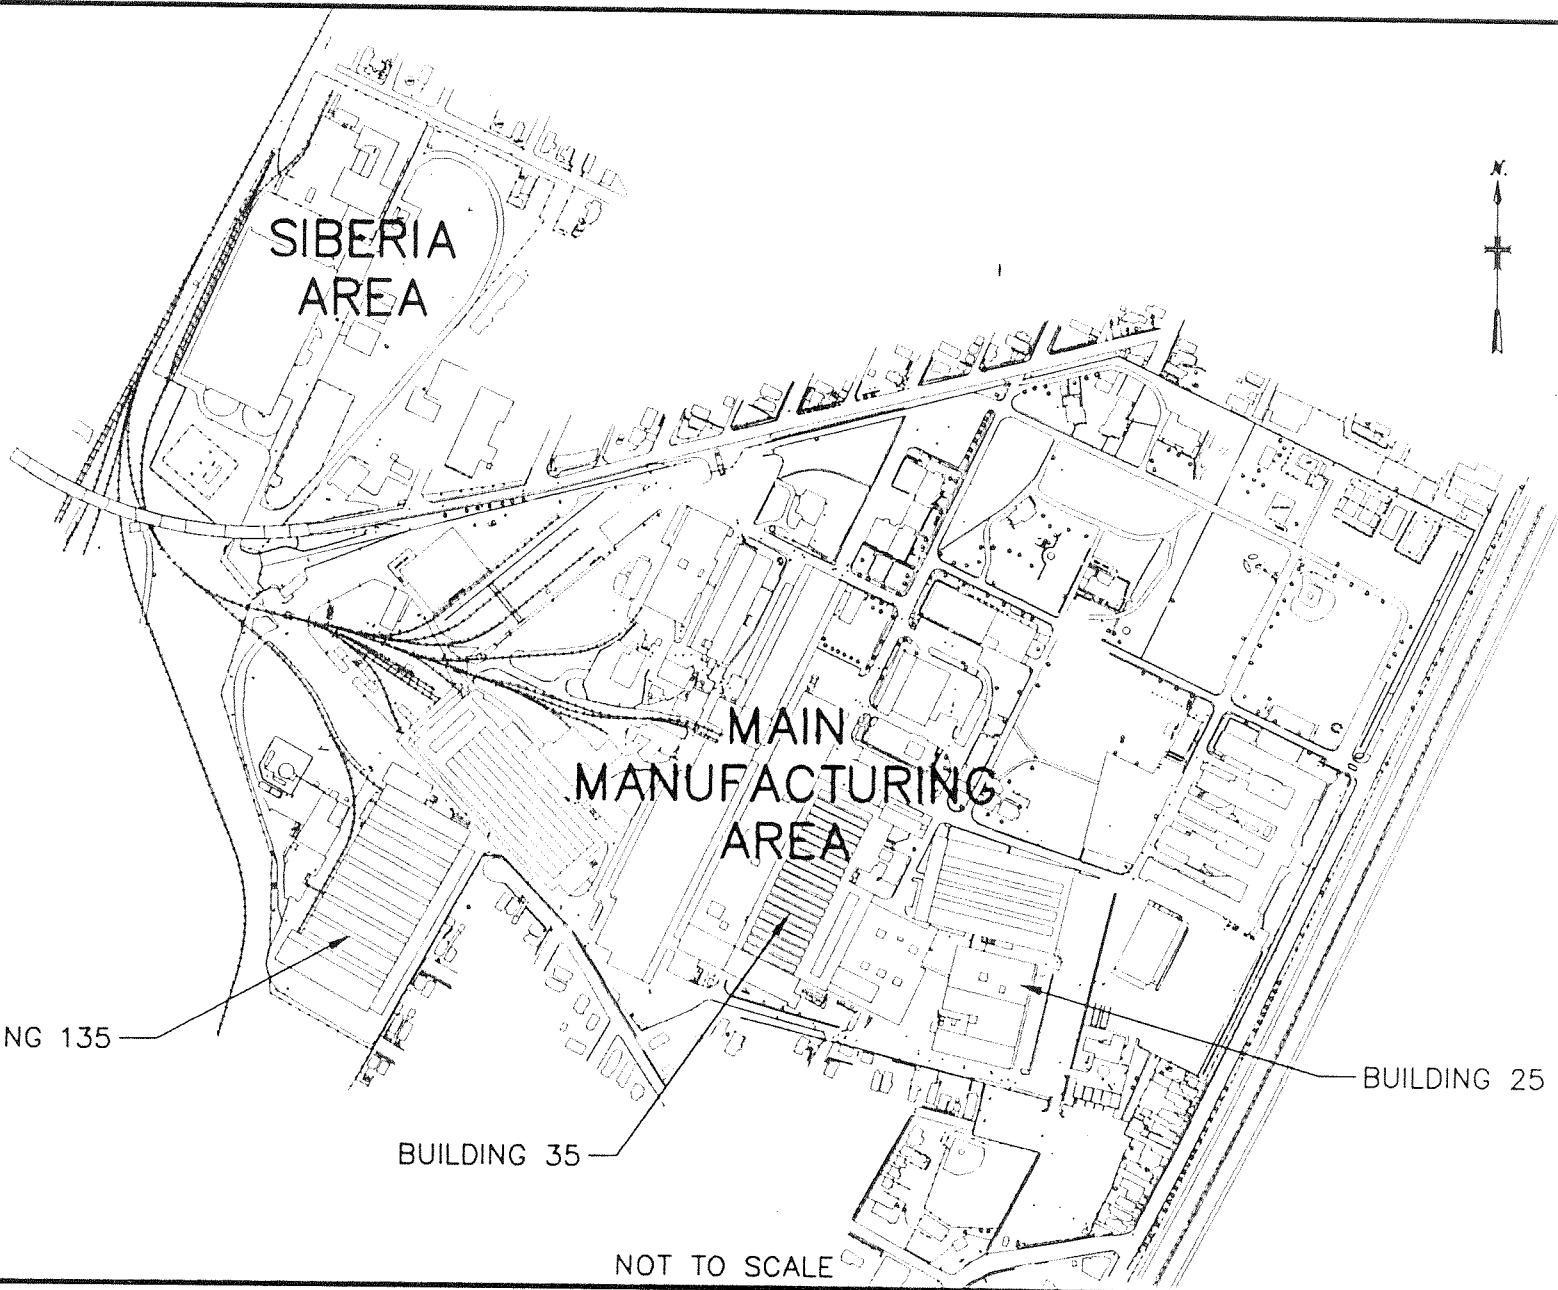 N.
SIBERIA
AREA
MAIN
MANUFACTURING
AREA
NG 135
BUILDING 25
BUILDING 35
NOT TO SCALE